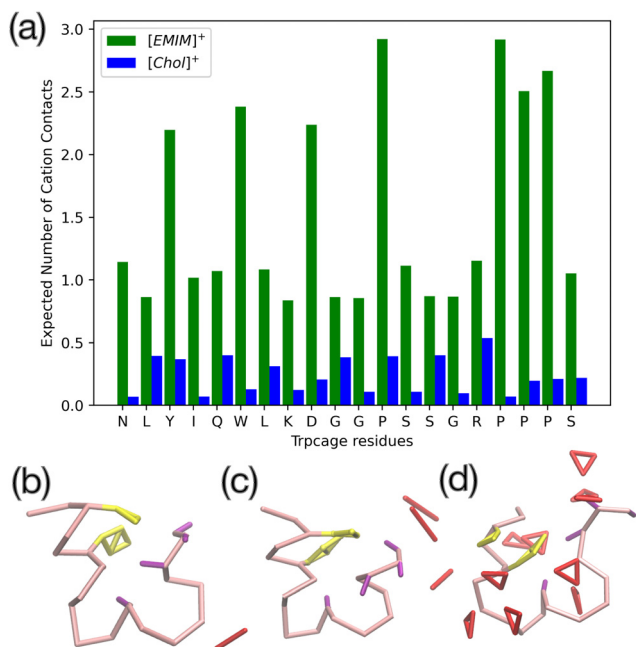 (a)
[EMIM]+
[Chol]+
Expected Number of Cation Contacts
3.0
2.5
2.0
1.5
1.0
0.5
0.0
N L Y I Q W L K D G G P S S G R P P P S
Trpcage residues
(b) (c) (d)